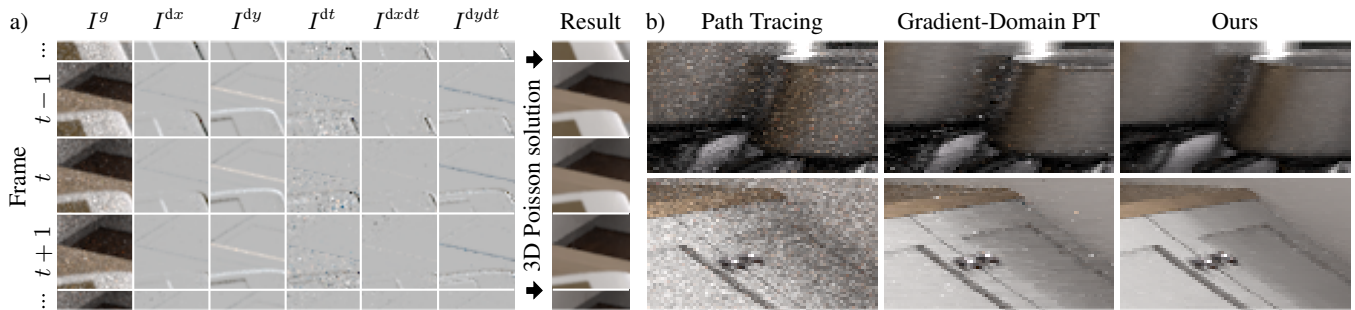 a) I^g I^dx I^dy I^dt I^dxdt I^dydt Result
...
t − 1
Frame t
t + 1
...
3D Poisson solution
b) Path Tracing Gradient-Domain PT Ours